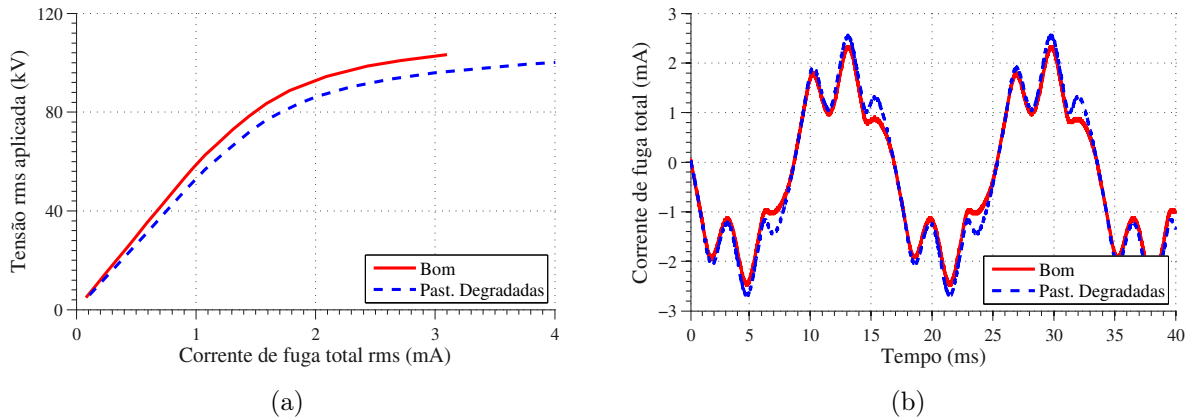 120
80
40
0
Tensão rms aplicada (kV)
0
1
2
3
4
Corrente de fuga total rms (mA)
Bom
Past. Degradadas
(a)
3
2
1
0
−1
−2
−3
Corrente de fuga total (mA)
0
5
10
15
20
25
30
35
40
Tempo (ms)
Bom
Past. Degradadas
(b)